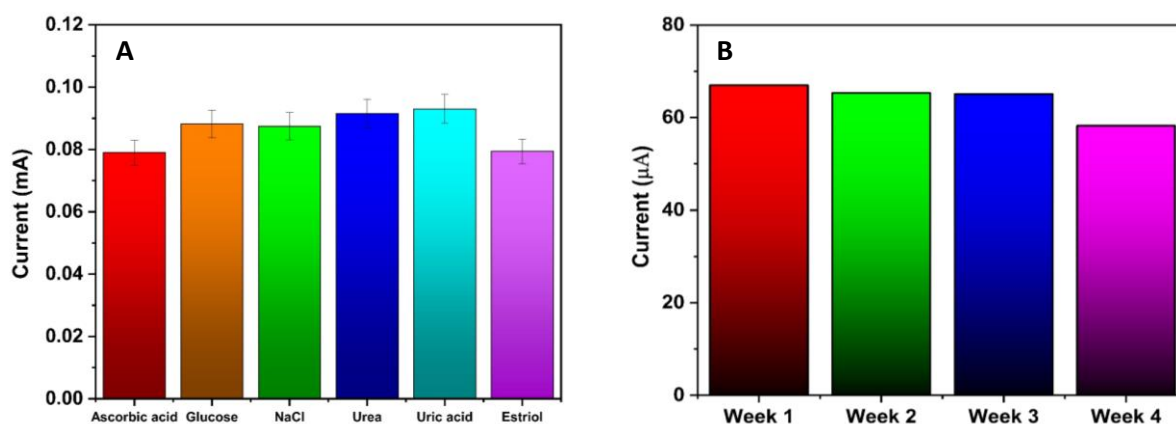 A
Current (mA)
0.12
0.10
0.08
0.06
0.04
0.02
0.00
Ascorbic acid Glucose NaCl Urea Uric acid Estriol
B
Current (μA)
80
60
40
20
0
Week 1 Week 2 Week 3 Week 4